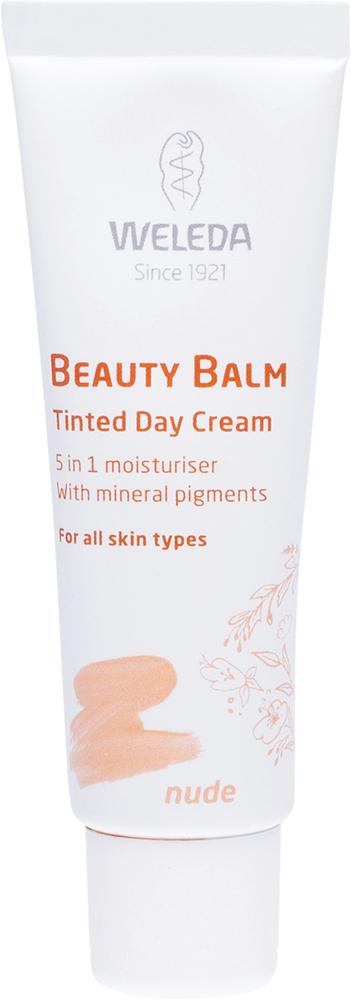 WELEDA
Since 1921
BEAUTY BALM
Tinted Day Cream
5 in 1 moisturiser
With mineral pigments
For all skin types
nude